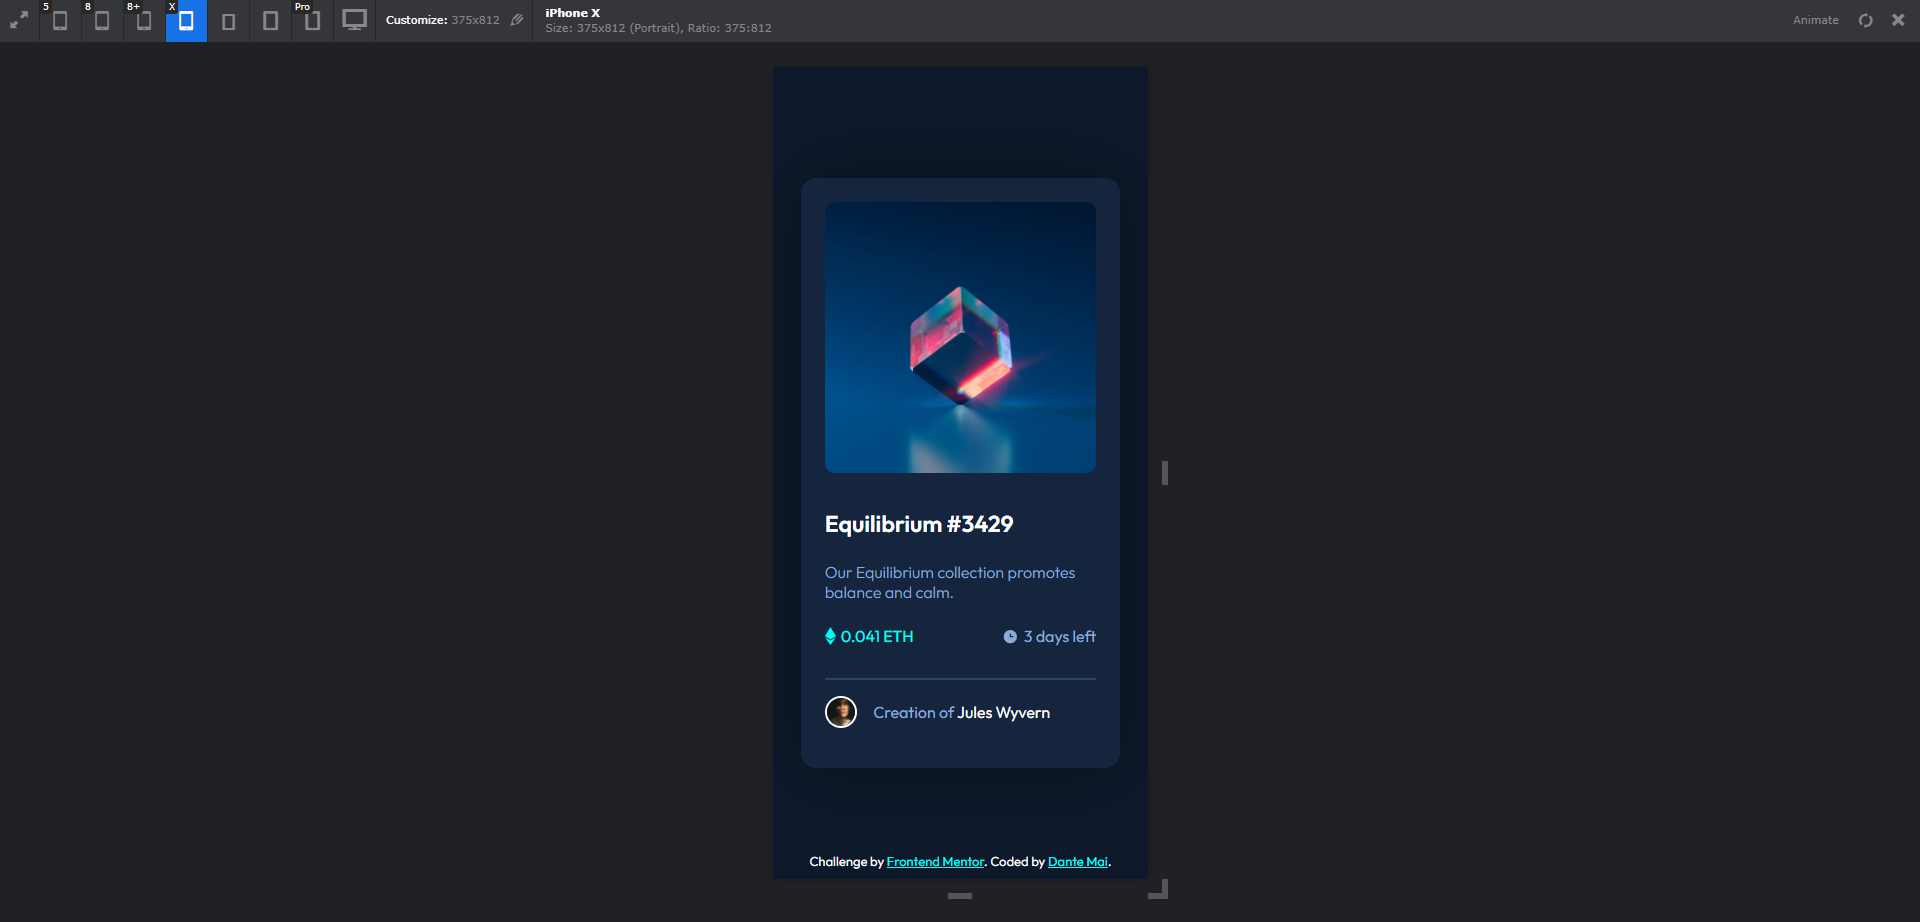 5
8
8+
X
Pro
Customize: 375x812
iPhone X
Size: 375x812 (Portrait), Ratio: 375:812
Animate
Equilibrium #3429
Our Equilibrium collection promotes
balance and calm.
0.041 ETH
3 days left
Creation of Jules Wyvern
Challenge by Frontend Mentor. Coded by Dante Mai.